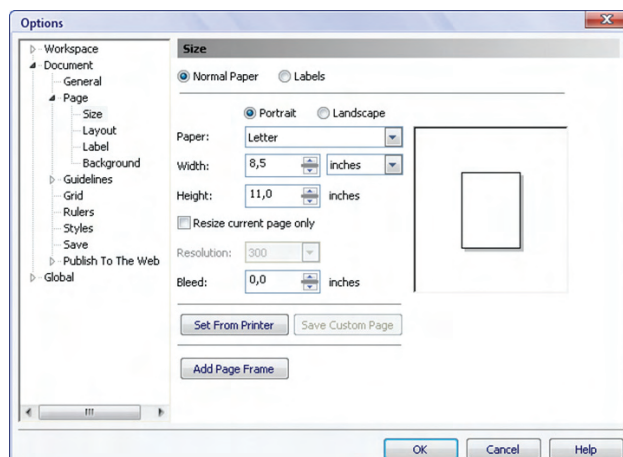 Options
Workspace
Document
General
Page
Size
Layout
Label
Background
Guidelines
Grid
Rulers
Styles
Save
Publish To The Web
Global
Size
Normal Paper Labels
Portrait Landscape
Paper: Letter
Width: 8,5 inches
Height: 11,0 inches
Resize current page only
Resolution: 300
Bleed: 0,0 inches
Set From Printer Save Custom Page
Add Page Frame
OK Cancel Help